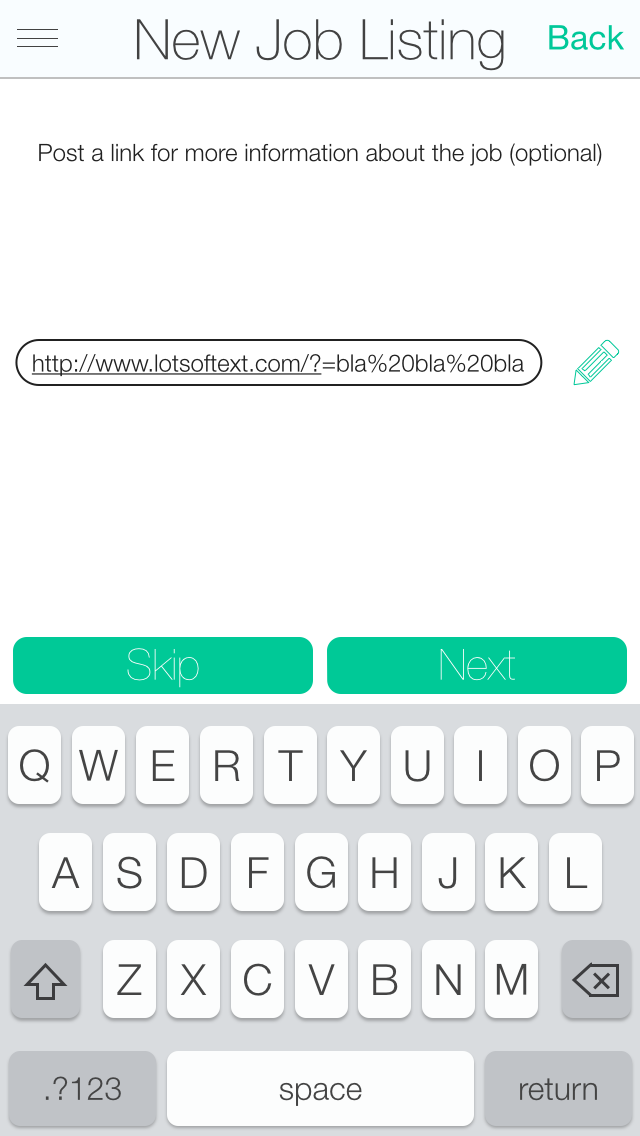 New Job Listing Back
Post a link for more information about the job (optional)
http://www.lotsoftext.com/?=bla%20bla%20bla
Skip Next
Q W E R T Y U I O P
A S D F G H J K L
Z X C V B N M
.?123 space return